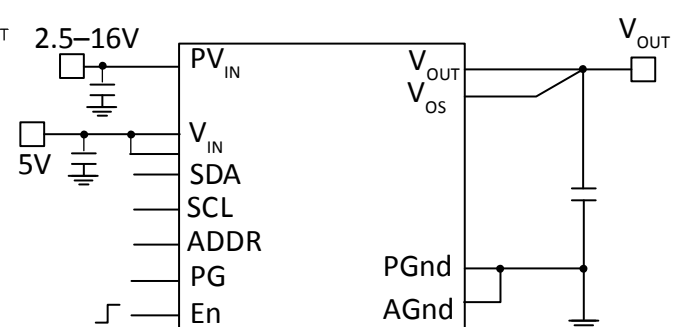 T
2.5–16V
PVIN
VIN
5V
SDA
SCL
ADDR
PG
En
VOUT
VOS
PGnd
AGnd
VOUT